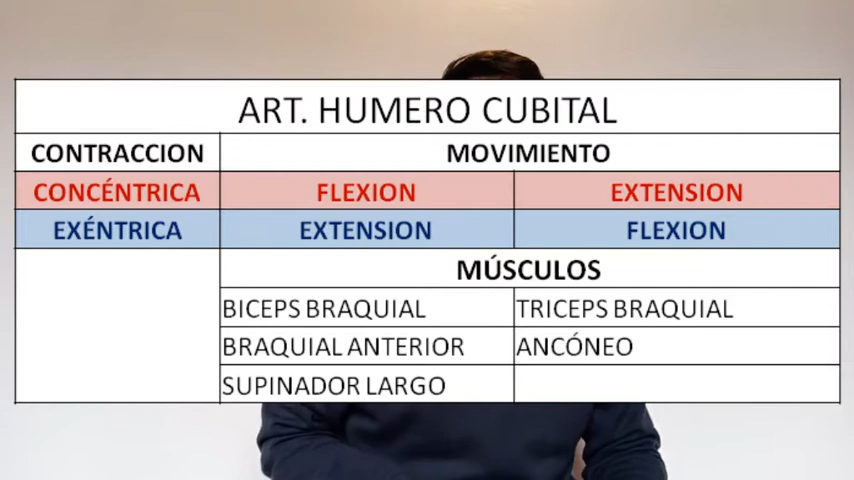 ART. HUMERO CUBITAL
CONTRACCION MOVIMIENTO
CONCÉNTRICA FLEXION EXTENSION
EXÉNTRICA EXTENSION FLEXION
MÚSCULOS
BICEPS BRAQUIAL TRICEPS BRAQUIAL
BRAQUIAL ANTERIOR ANCÓNEO
SUPINADOR LARGO